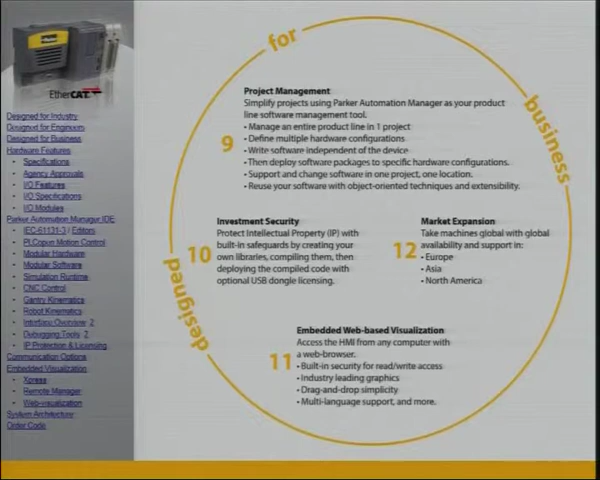 EtherCAT
Designed for Industry
Designed for Engineers
Designed for Business
Hardware Features
• Specifications
• Agency Approvals
• I/O Features
• I/O Specifications
• I/O Modules
Parker Automation Manager IDE
• IEC-61131-3 / Editors
• PLCopen Motion Control
• Modular Hardware
• Modular Software
• Simulation Runtime
• CNC Control
• Gantry Kinematics
• Robot Kinematics
• Interface Overview 2
• Debugging Tools 2
• IP Protection & Licensing
Communication Options
Embedded Visualization
• Xpress
• Remote Manager
• Web-visualization
System Architecture
Order Code
designed
for
business
9
Project Management
Simplify projects using Parker Automation Manager as your product
line software management tool.
• Manage an entire product line in 1 project
• Define multiple hardware configurations
• Write software independent of the device
• Then deploy software packages to specific hardware configurations.
• Support and change software in one project, one location.
• Reuse your software with object-oriented techniques and extensibility.
10
Investment Security
Protect Intellectual Property (IP) with
built-in safeguards by creating your
own libraries, compiling them, then
deploying the compiled code with
optional USB dongle licensing.
12
Market Expansion
Take machines global with global
availability and support in:
• Europe
• Asia
• North America
11
Embedded Web-based Visualization
Access the HMI from any computer with
a web-browser.
• Built-in security for read/write access
• Industry leading graphics
• Drag-and-drop simplicity
• Multi-language support, and more.